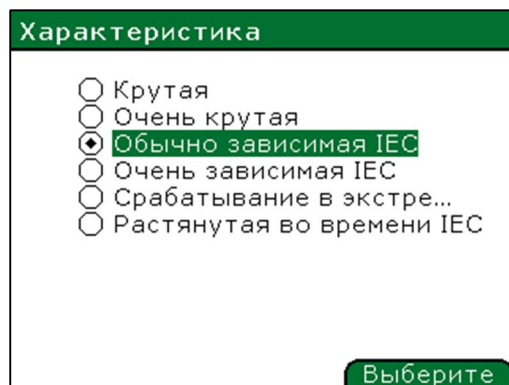 Характеристика
Крутая
Очень крутая
Обычно зависимая IEC
Очень зависимая IEC
Срабатывание в экстре...
Растянутая во времени IEC
Выберите